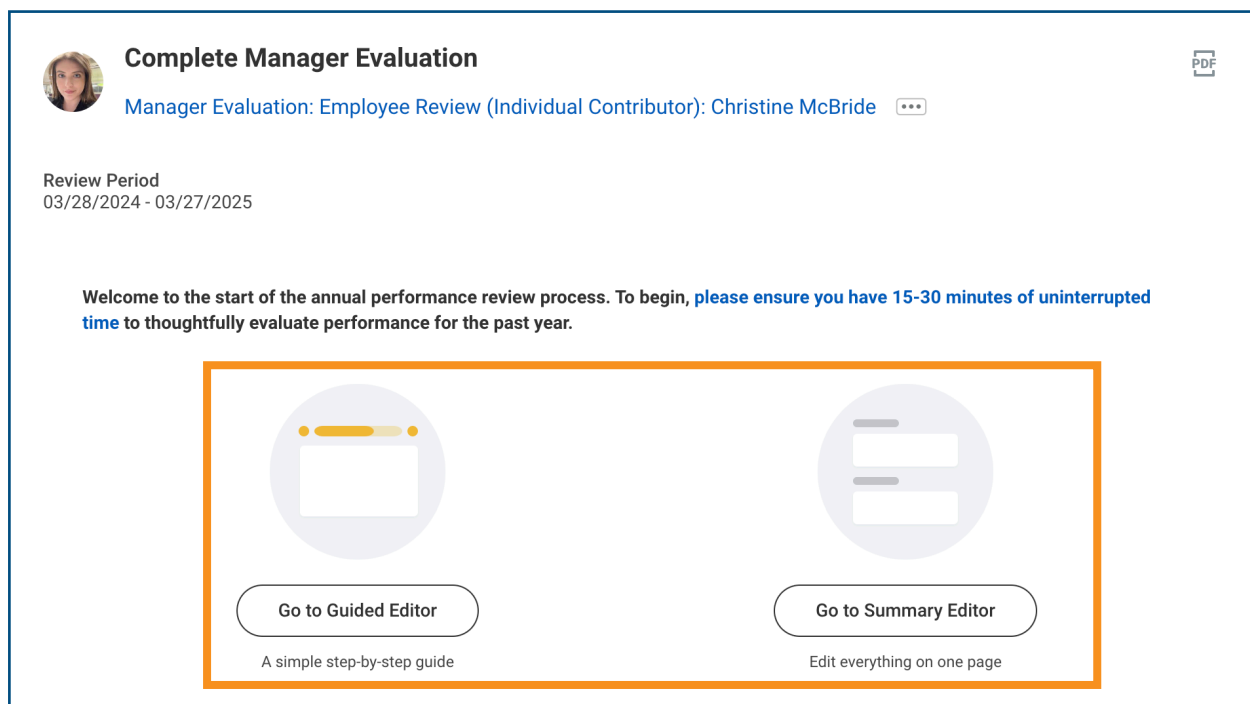 Complete Manager Evaluation
PDF
Manager Evaluation: Employee Review (Individual Contributor): Christine McBride
Review Period
03/28/2024 - 03/27/2025
Welcome to the start of the annual performance review process. To begin, please ensure you have 15-30 minutes of uninterrupted
time to thoughtfully evaluate performance for the past year.
Go to Guided Editor
Go to Summary Editor
A simple step-by-step guide
Edit everything on one page